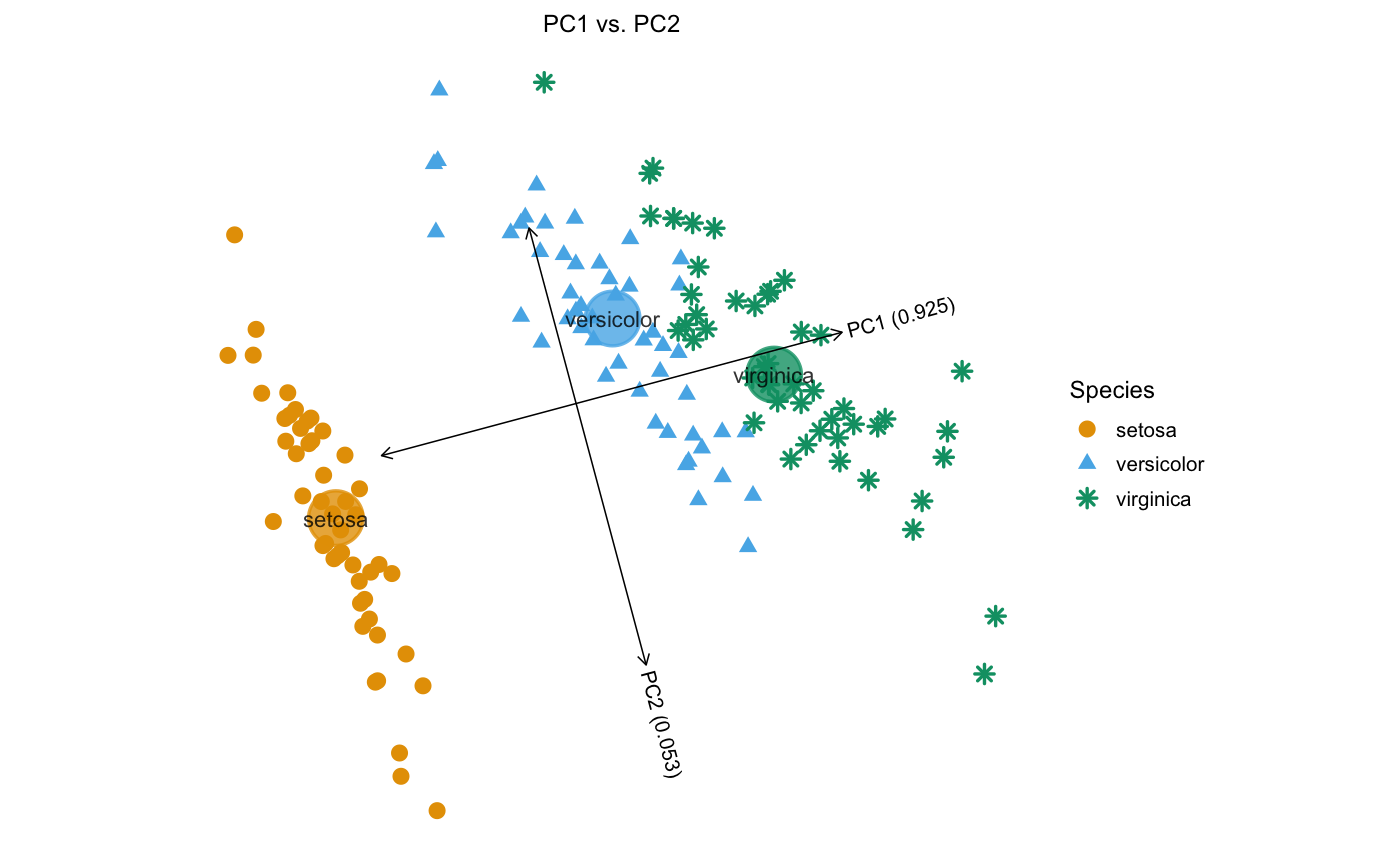 PC1 vs. PC2
PC1 (0.925)
versicolor
virginica
setosa
PC2 (0.053)
Species
setosa
versicolor
virginica